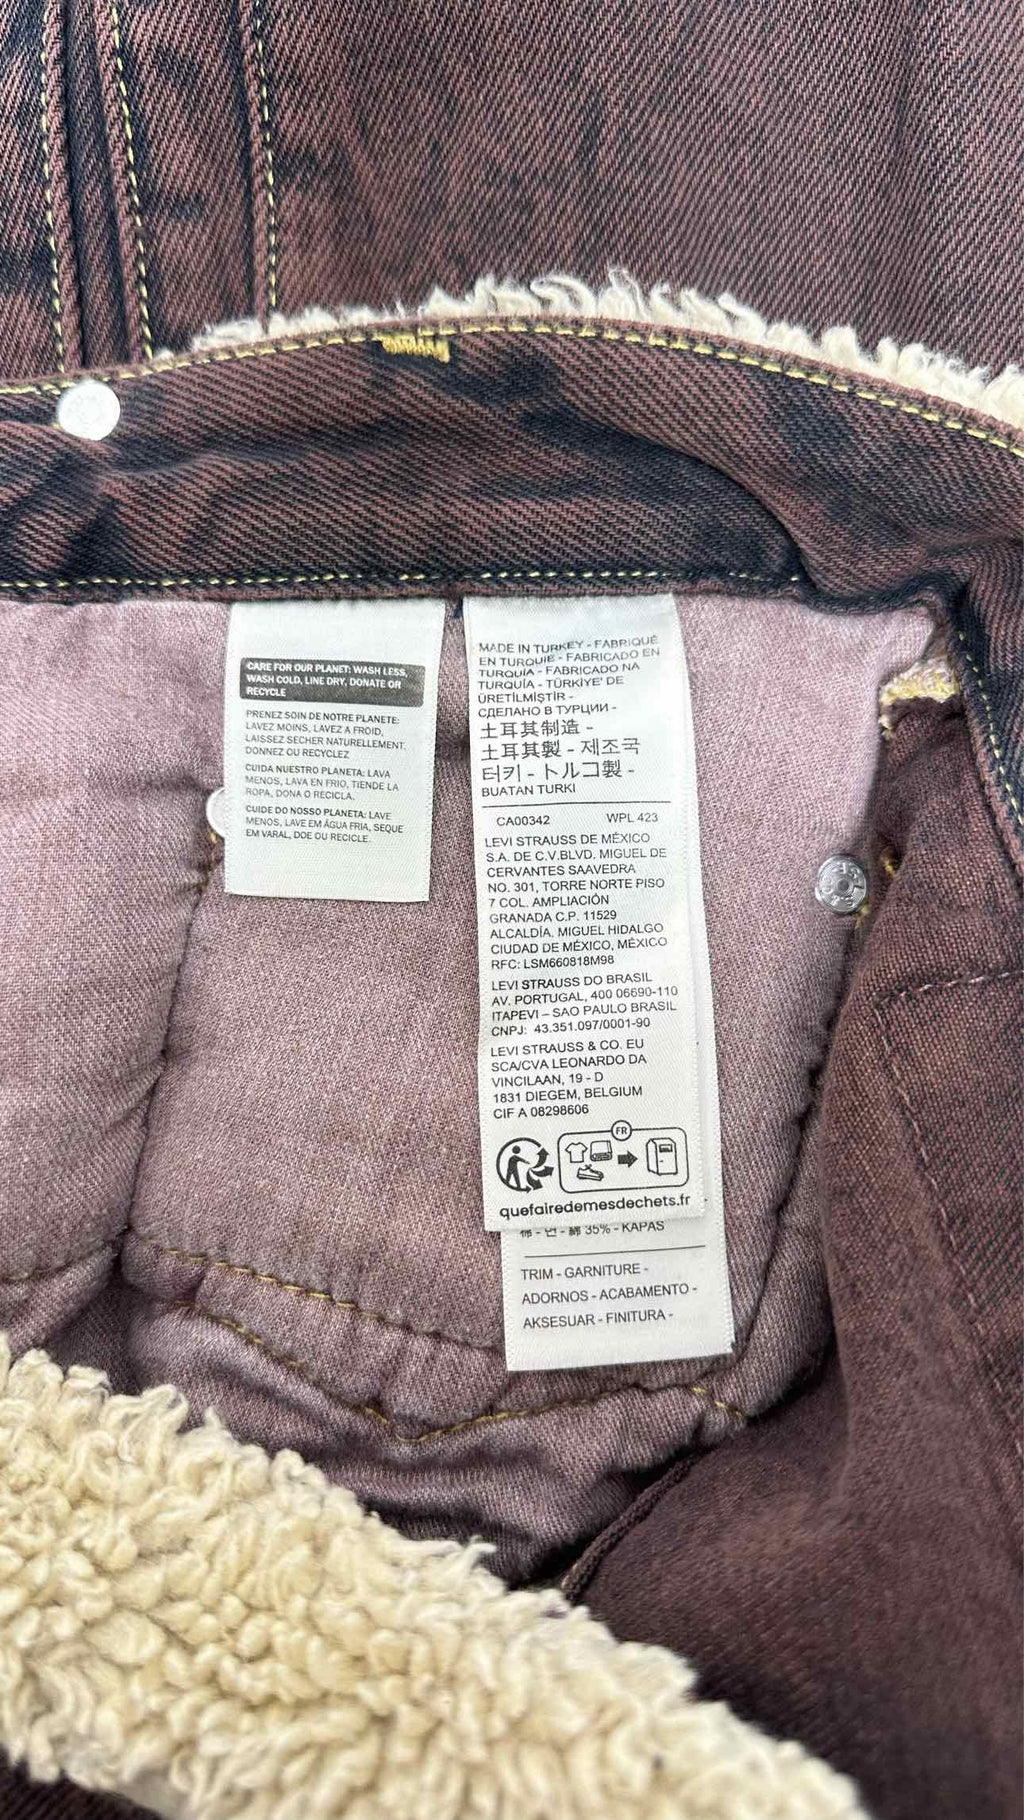 CARE FOR OUR PLANET: WASH LESS,
WASH COLD, LINE DRY, DONATE OR
RECYCLE
PRENEZ SOIN DE NOTRE PLANETE:
LAVEZ MOINS, LAVEZ A FROID,
LAISSEZ SECHER NATURELLEMENT.
DONNEZ OU RECYCLEZ
CUIDA NUESTRO PLANETA: LAVA
MENOS, LAVA EN FRIO, TIENDE LA
ROPA, DONA O RECICLA.
CUIDE DO NOSSO PLANETA: LAVE
MENOS, LAVE EM ÁGUA FRIA, SEQUE
EM VARAL, DOE OU RECICLE.
MADE IN TURKEY - FABRIQUÉ
EN TURQUIE - FABRICADO EN
TURQUÍA - FABRICADO NA
TURQUÍA - TÜRKİYE' DE
ÜRETİLMİŞTİR -
СДЕЛАНО В ТУРЦИИ -
土耳其制造 -
土耳其製 - 제조국
터키 - トルコ製 -
BUATAN TURKI
CA00342 WPL 423
LEVI STRAUSS DE MÉXICO
S.A. DE C.V.BLVD. MIGUEL DE
CERVANTES SAAVEDRA
NO. 301, TORRE NORTE PISO
7 COL. AMPLIACIÓN
GRANADA C.P. 11529
ALCALDÍA. MIGUEL HIDALGO
CIUDAD DE MÉXICO, MÉXICO
RFC: LSM660818M98
LEVI STRAUSS DO BRASIL
AV. PORTUGAL, 400 06690-110
ITAPEVI – SAO PAULO BRASIL
CNPJ: 43.351.097/0001-90
LEVI STRAUSS & CO. EU
SCA/CVA LEONARDO DA
VINCILAAN, 19 - D
1831 DIEGEM, BELGIUM
CIF A 08298606
FR
quefairedemesdechets.fr
棉 - 면 - 綿 35% - KAPAS
TRIM - GARNITURE -
ADORNOS - ACABAMENTO -
AKSESUAR - FINITURA -